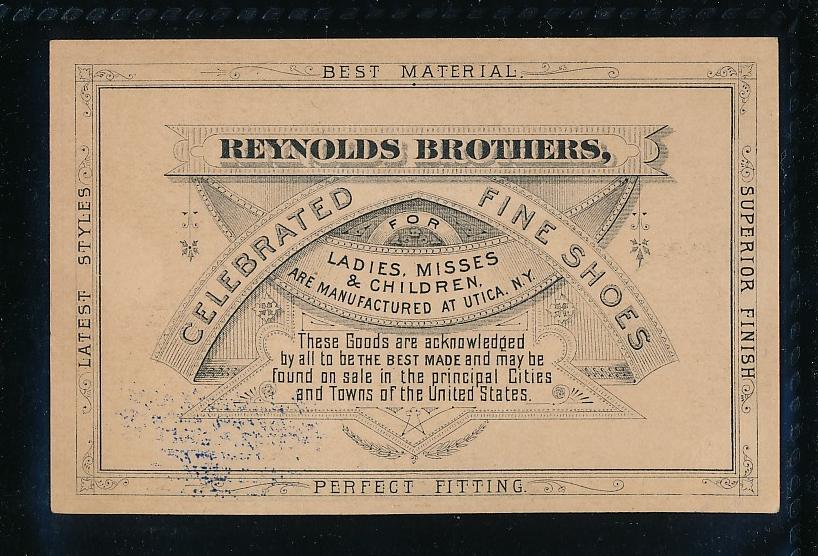 BEST MATERIAL.
REYNOLDS BROTHERS,
CELEBRATED FINE SHOES
FOR
LADIES, MISSES
& CHILDREN,
ARE MANUFACTURED AT UTICA, N.Y.
These Goods are acknowledged
by all to be THE BEST MADE and may be
found on sale in the principal Cities
and Towns of the United States.
LATEST STYLES
SUPERIOR FINISH
PERFECT FITTING.